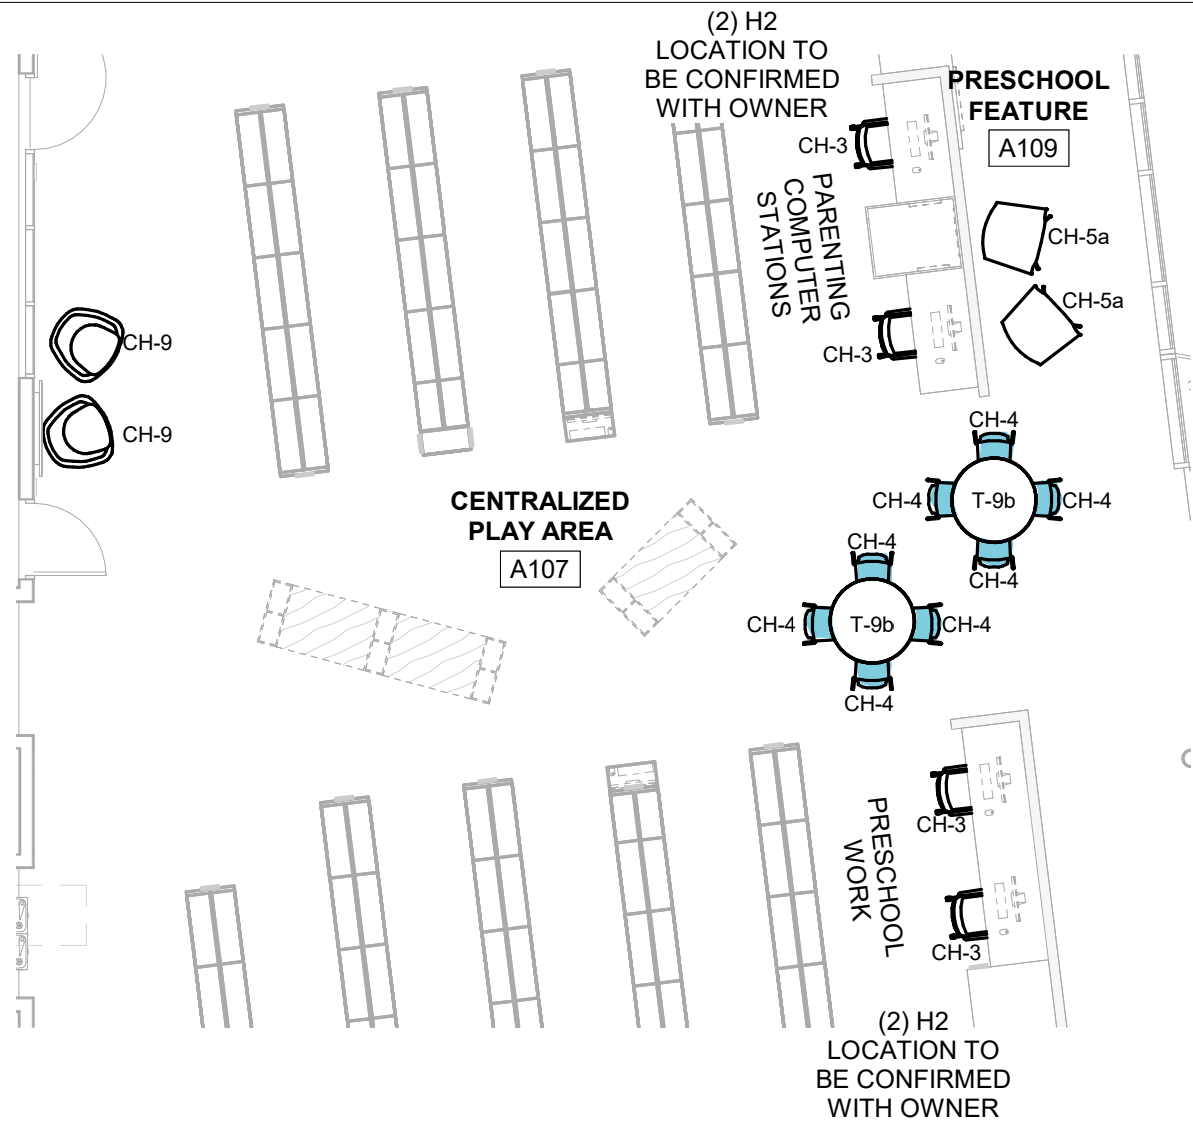 (2) H2
LOCATION TO
BE CONFIRMED
WITH OWNER
PRESCHOOL
FEATURE
A109
CH-3
PARENTING
COMPUTER
STATIONS
CH-5a
CH-5a
CH-3
CH-9
CH-9
CH-4
CH-4
T-9b
CH-4
CH-4
CENTRALIZED
PLAY AREA
A107
CH-4
CH-4
T-9b
CH-4
CH-4
PRESCHOOL
WORK
CH-3
CH-3
(2) H2
LOCATION TO
BE CONFIRMED
WITH OWNER